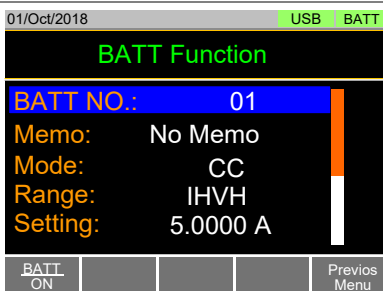 01/Oct/2018 USB BATT
BATT Function
BATT NO.: 01
Memo: No Memo
Mode: CC
Range: IHVH
Setting: 5.0000 A
BATT ON
Previos Menu